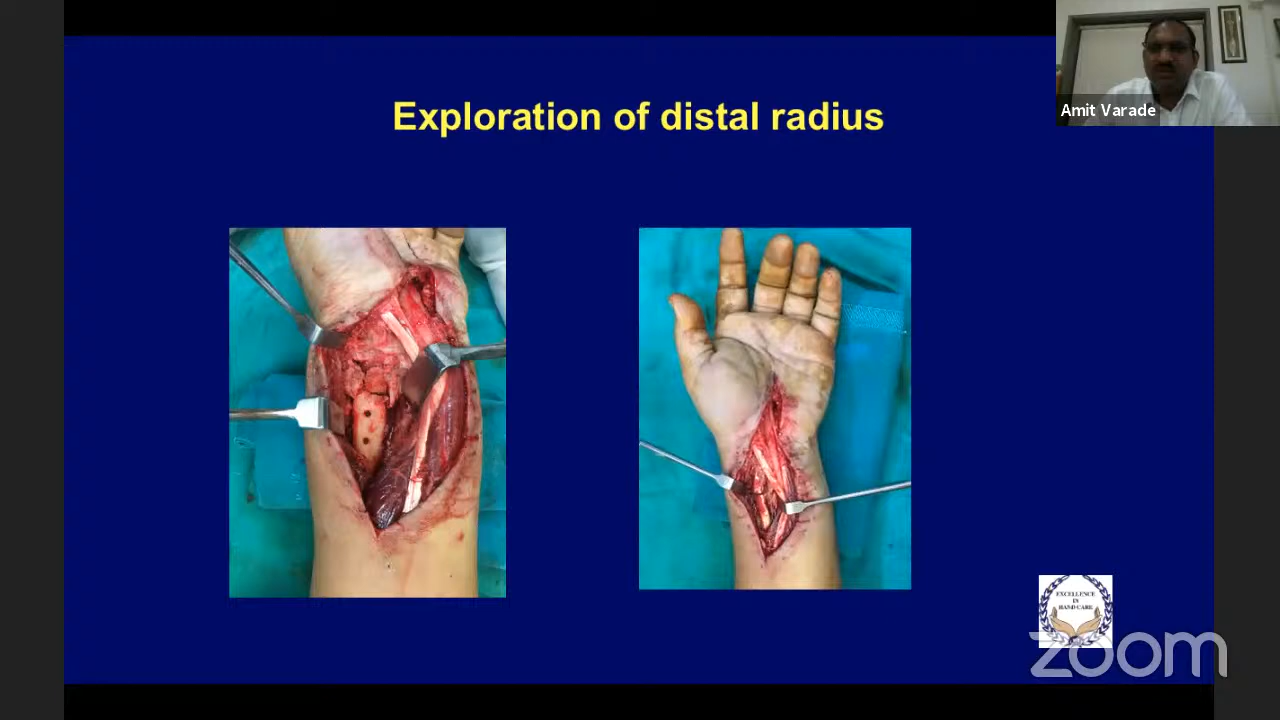 Exploration of distal radius
Amit Varade
EXCELLENCE
IN
HAND CARE
zoom